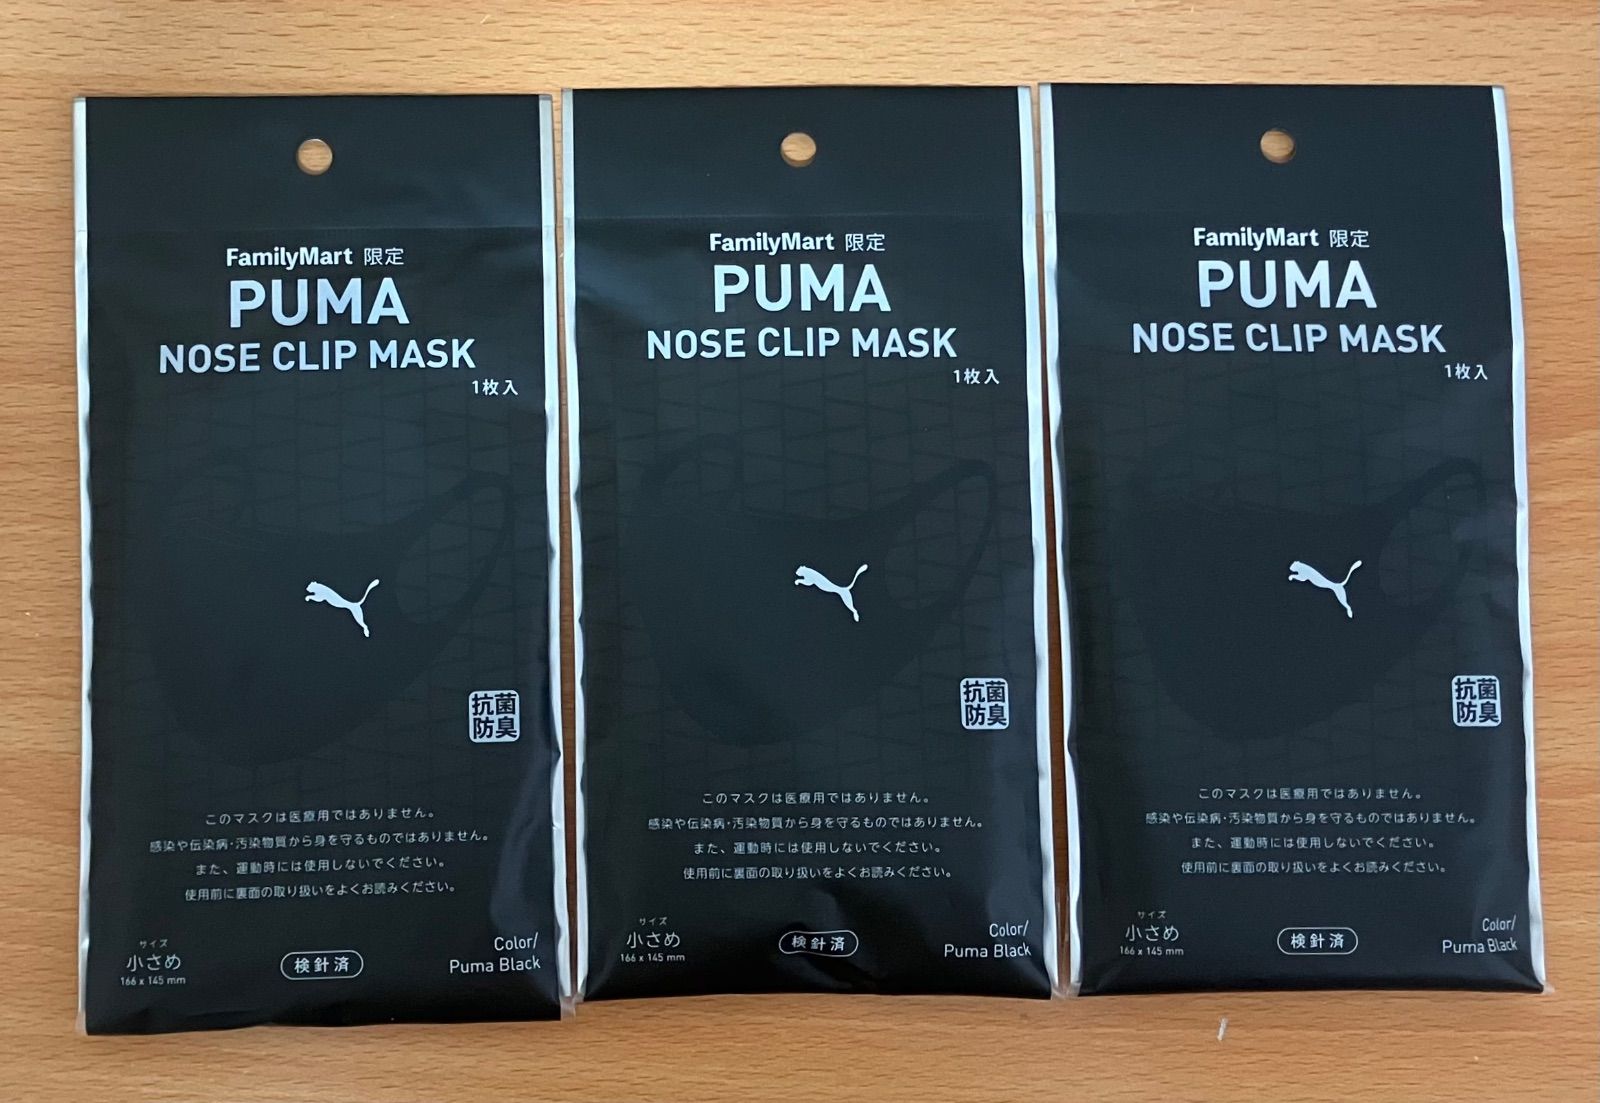 FamilyMart 限定
PUMA
NOSE CLIP MASK
1枚入
抗菌
防臭
このマスクは医療用ではありません。
感染や伝染病・汚染物質から身を守るものではありません。
また、運動時には使用しないでください。
使用前に裏面の取り扱いをよくお読みください。
サイズ
小さめ
166 x 145 mm
検針済
Color/
Puma Black
FamilyMart 限定
PUMA
NOSE CLIP MASK
1枚入
抗菌
防臭
このマスクは医療用ではありません。
感染や伝染病・汚染物質から身を守るものではありません。
また、運動時には使用しないでください。
使用前に裏面の取り扱いをよくお読みください。
サイズ
小さめ
166 x 145 mm
検針済
Color/
Puma Black
FamilyMart 限定
PUMA
NOSE CLIP MASK
1枚入
抗菌
防臭
このマスクは医療用ではありません。
感染や伝染病・汚染物質から身を守るものではありません。
また、運動時には使用しないでください。
使用前に裏面の取り扱いをよくお読みください。
サイズ
小さめ
166 x 145 mm
検針済
Color/
Puma Black